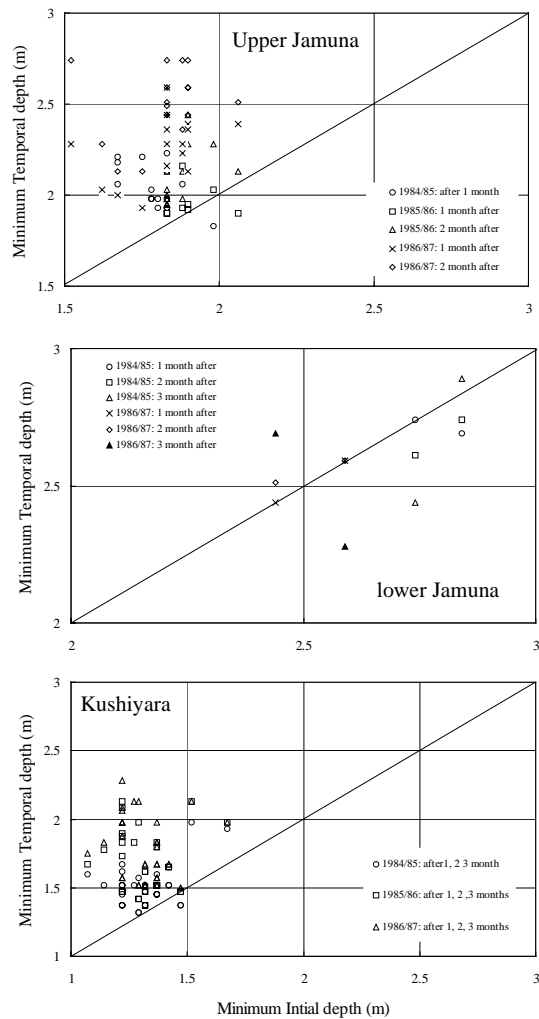 Upper Jamuna
Minimum Temporal depth (m)
3
2.5
2
1.5
1.5
2
2.5
3
1984/85: after 1 month
1985/86: 1 month after
1985/86: 2 month after
1986/87: 1 month after
1986/87: 2 month after
Minimum Temporal depth (m)
3
2.5
2
2
2.5
3
1984/85: 1 month after
1984/85: 2 month after
1984/85: 3 month after
1986/87: 1 month after
1986/87: 2 month after
1986/87: 3 month after
lower Jamuna
Kushiyara
Minimum Temporal depth (m)
3
2.5
2
1.5
1
1
1.5
2
2.5
3
1984/85: after1, 2 3 month
1985/86: after 1, 2 ,3 months
1986/87: after 1, 2, 3 months
Minimum Intial depth (m)